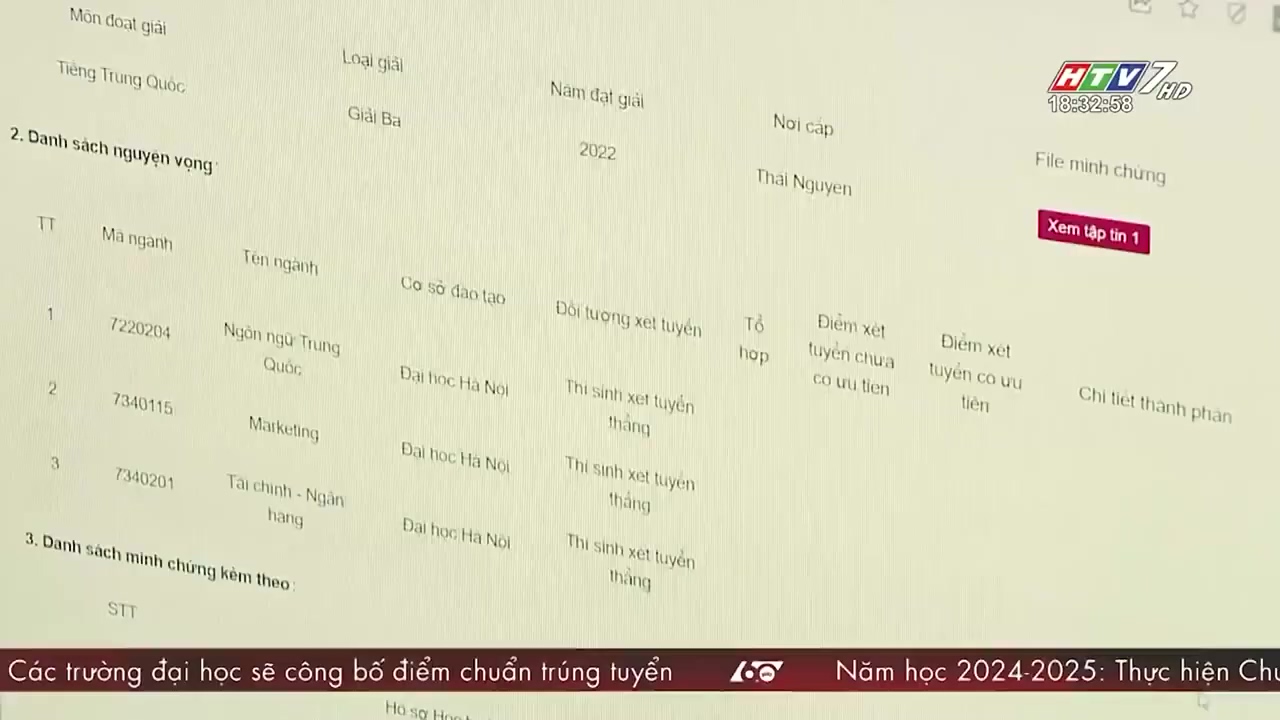 HTV7 HD
18:32:58
Môn đoạt giải
Loại giải
Năm đạt giải
Nơi cấp
File minh chứng
Tiếng Trung Quốc
Giải Ba
2022
Thái Nguyen
Xem tập tin 1
2. Danh sách nguyện vọng :
TT
Mã ngành
Tên ngành
Cơ sở đào tạo
Đối tượng xét tuyển
Tổ
hợp
Điểm xét
tuyển chưa
có ưu tiên
Điểm xét
tuyển có ưu
tiên
Chi tiết thành phần
1
7220204
Ngôn ngữ Trung
Quốc
Đại học Hà Nội
Thí sinh xét tuyển
thẳng
2
7340115
Marketing
Đại học Hà Nội
Thí sinh xét tuyển
thẳng
3
7340201
Tài chính - Ngân
hàng
Đại học Hà Nội
Thí sinh xét tuyển
thẳng
3. Danh sách minh chứng kèm theo :
STT
Các trường đại học sẽ công bố điểm chuẩn trúng tuyển
60
Năm học 2024-2025: Thực hiện Chư
Hồ sơ